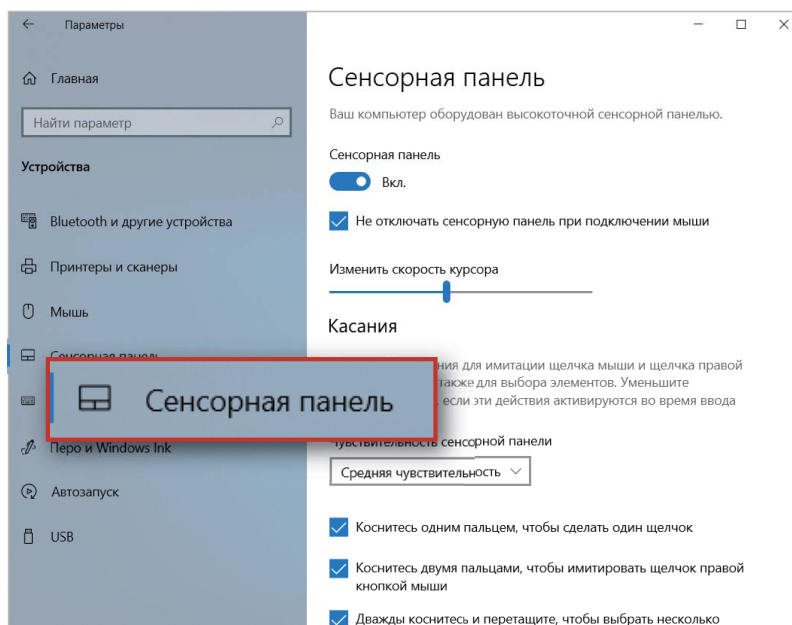 Параметры
Главная
Найти параметр
Устройства
Bluetooth и другие устройства
Принтеры и сканеры
Мышь
Сенсорная панель
Сенсорная панель
Перо и Windows Ink
Автозапуск
USB
Сенсорная панель
Ваш компьютер оборудован высокоточной сенсорной панелью.
Сенсорная панель
Вкл.
Не отключать сенсорную панель при подключении мыши
Изменить скорость курсора
Касания
для имитации щелчка мыши и щелчка правой
также для выбора элементов. Уменьшите
если эти действия активируются во время ввода
Чувствительность сенсорной панели
Средняя чувствительность
Коснитесь одним пальцем, чтобы сделать один щелчок
Коснитесь двумя пальцами, чтобы имитировать щелчок правой
кнопкой мыши
Дважды коснитесь и перетащите, чтобы выбрать несколько